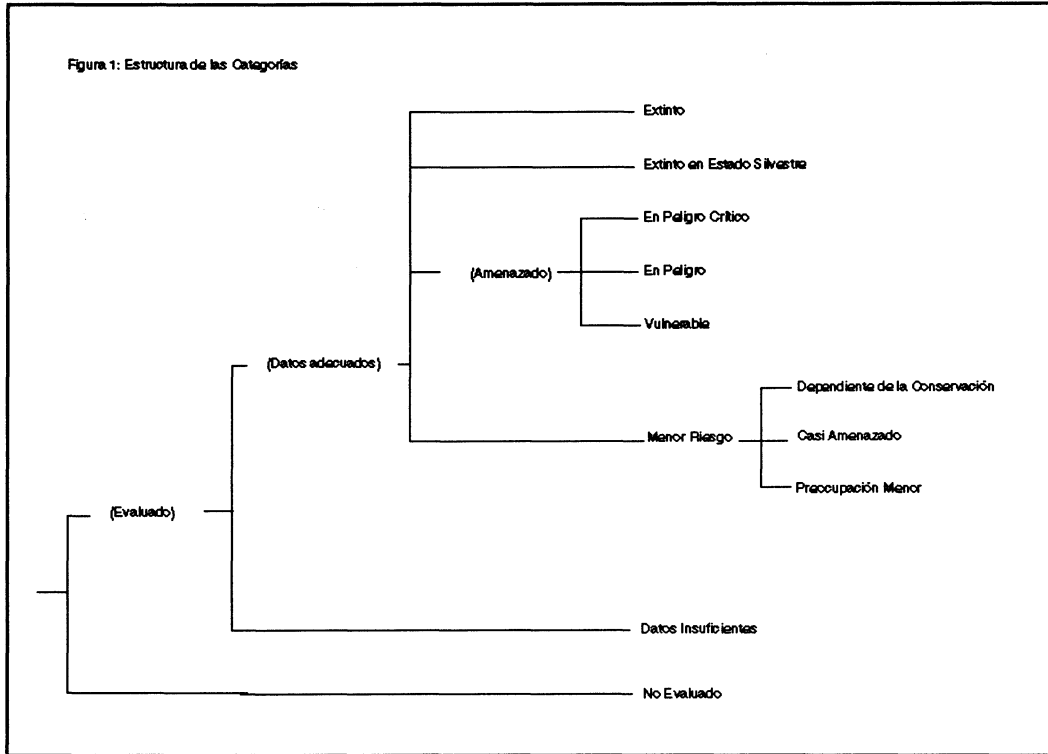 Figura 1: Estructura de las Categorías
Extinto
Extinto en Estado Silvestre
En Peligro Crítico
(Amenazado)
En Peligro
Vulnerable
(Datos adecuados)
Dependiente de la Conservación
Menor Riesgo
Casi Amenazado
Preocupación Menor
(Evaluado)
Datos Insuficientes
No Evaluado